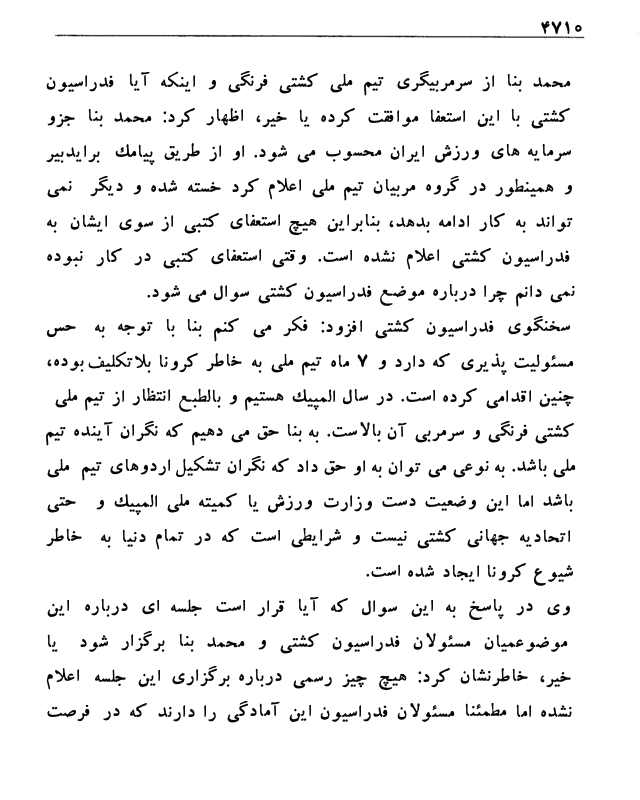 ۴۷۱۰
محمد بنا از سرمربیگری تیم ملی کشتی فرنگی و اینکه آیا فدراسیون
کشتی با این استعفا موافقت کرده یا خیر، اظهار کرد: محمد بنا جزو
سرمایه های ورزش ایران محسوب می شود. او از طریق پیامك برایدبیر
و همینطور در گروه مربیان تیم ملی اعلام کرد خسته شده و دیگر نمی
تواند به کار ادامه بدهد، بنابراین هیچ استعفای کتبی از سوی ایشان به
فدراسیون کشتی اعلام نشده است. وقتی استعفای کتبی در کار نبوده
نمی دانم چرا درباره موضع فدراسیون کشتی سوال می شود.
سخنگوی فدراسیون کشتی افزود: فکر می کنم بنا با توجه به حس
مسئولیت پذیری که دارد و ۷ ماه تیم ملی به خاطر کرونا بلاتکلیف بوده،
چنین اقدامی کرده است. در سال المپیك هستیم و بالطبع انتظار از تیم ملی
کشتی فرنگی و سرمربی آن بالاست. به بنا حق می دهیم که نگران آینده تیم
ملی باشد. به نوعی می توان به او حق داد که نگران تشکیل اردوهای تیم ملی
باشد اما این وضعیت دست وزارت ورزش یا کمیته ملی المپیك و حتی
اتحادیه جهانی کشتی نیست و شرایطی است که در تمام دنیا به خاطر
شیوع کرونا ایجاد شده است.
وی در پاسخ به این سوال که آیا قرار است جلسه ای درباره این
موضوعمیان مسئولان فدراسیون کشتی و محمد بنا برگزار شود یا
خیر، خاطرنشان کرد: هیچ چیز رسمی درباره برگزاری این جلسه اعلام
نشده اما مطمئنا مسئولان فدراسیون این آمادگی را دارند که در فرصت